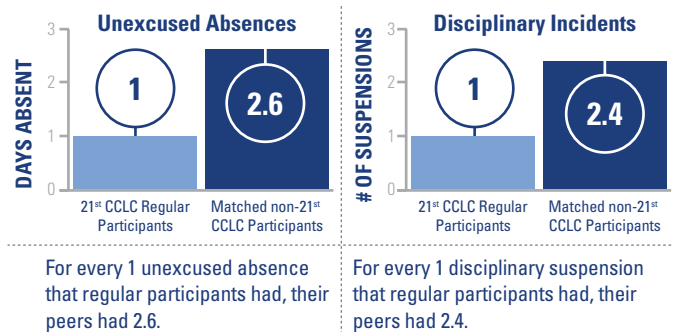 Unexcused Absences
DAYS ABSENT
3
2
1
0
1
2.6
21st CCLC Regular
Participants
Matched non-21st
CCLC Participants
For every 1 unexcused absence
that regular participants had, their
peers had 2.6.
Disciplinary Incidents
# OF SUSPENSIONS
3
2
1
0
1
2.4
21st CCLC Regular
Participants
Matched non-21st
CCLC Participants
For every 1 disciplinary suspension
that regular participants had, their
peers had 2.4.